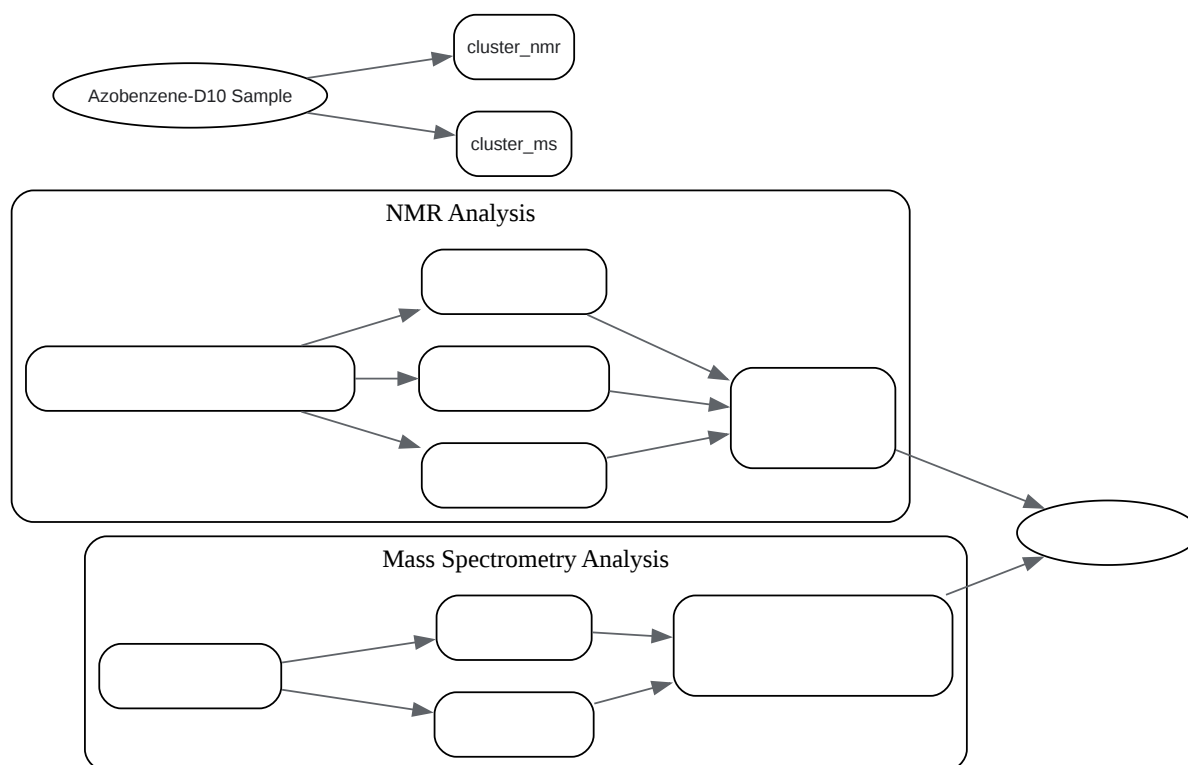 cluster_nmr
Azobenzene-D10 Sample
cluster_ms
NMR Analysis
Mass Spectrometry Analysis